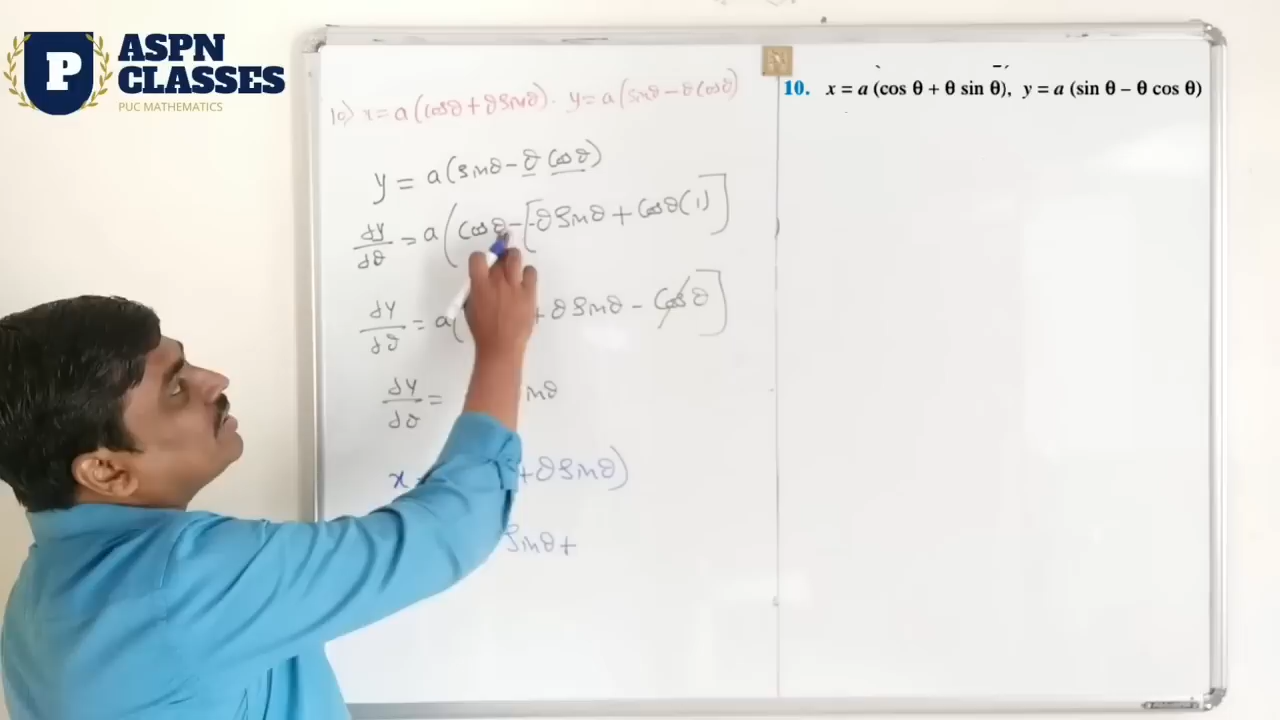 ASPN
CLASSES
P
PUC MATHEMATICS
10) x = a(cosθ + θ sinθ). y = a(sinθ - θ cosθ)
y = a(sinθ - θ cosθ)
dy/dθ = a(cosθ - [-θ sinθ + cosθ(1)]
dy/dθ = a( + θ sinθ - cosθ]
dy/dθ = inθ
x = + θ sinθ)
sinθ +
10. x = a (cos θ + θ sin θ), y = a (sin θ – θ cos θ)